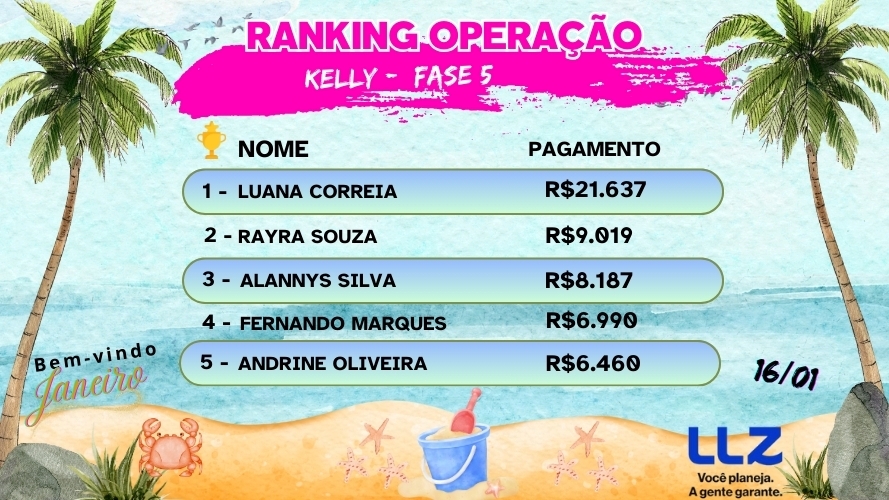 RANKING OPERAÇÃO
KELLY - FASE 5
NOME PAGAMENTO
1 - LUANA CORREIA R$21.637
2 - RAYRA SOUZA R$9.019
3 - ALANNYS SILVA R$8.187
4 - FERNANDO MARQUES R$6.990
5 - ANDRINE OLIVEIRA R$6.460
Bem-vindo
Janeiro
16/01
LLZ
Você planeja.
A gente garante.